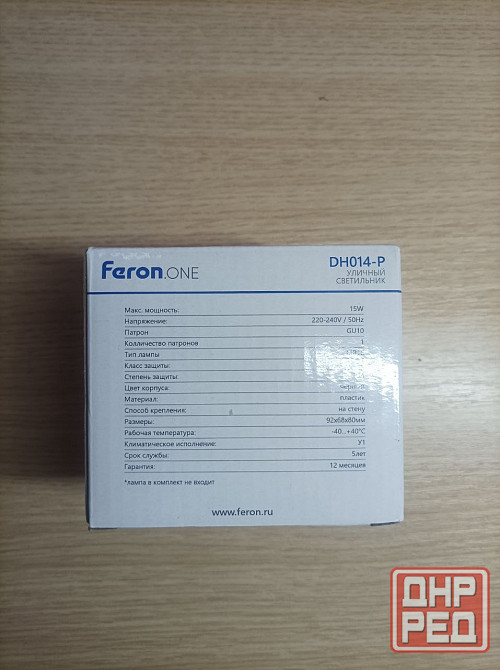 feron.ONE
DH014-P
УЛИЧНЫЙ
СВЕТИЛЬНИК
Макс. мощность: 15W
Напряжение: 220-240V / 50Hz
Патрон GU10
Колличество патронов 1
Тип лампы
Класс защиты:
Степень защиты:
Цвет корпуса:
Материал: пластик
Способ крепления: на стену
Размеры: 92x68x80мм
Рабочая температура: -40...+40°C
Климатическое исполнение: У1
Срок службы: 5лет
Гарантия: 12 месяцев
*лампа в комплект не входит
www.feron.ru
ДНР
РЕД